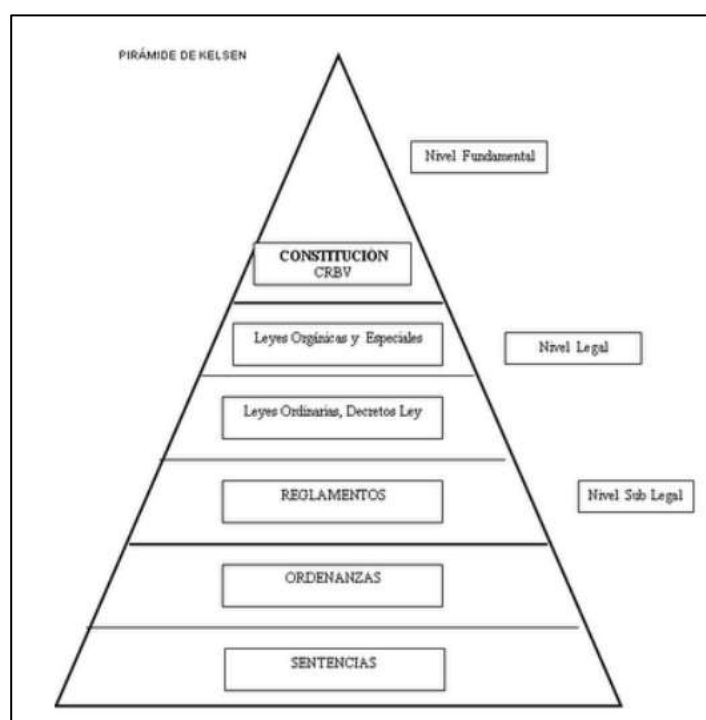 PIRÁMIDE DE KELSEN
Nivel Fundamental
CONSTITUCIÓN
CRBV
Leyes Orgánicas y Especiales
Nivel Legal
Leyes Ordinarias, Decretos Ley
REGLAMENTOS
Nivel Sub Legal
ORDENANZAS
SENTENCIAS